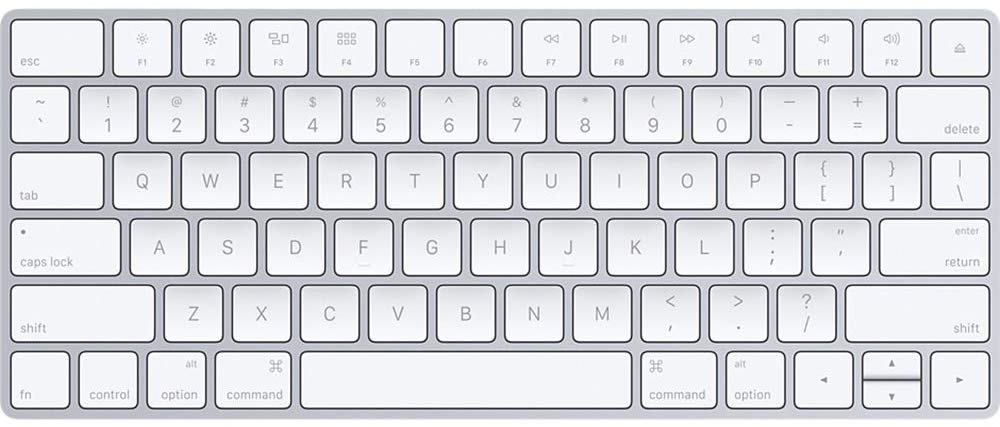 esc F1 F2 F3 F4 F5 F6 F7 F8 F9 F10 F11 F12
~ ! @ # $ % ^ & * ( ) — +
` 1 2 3 4 5 6 7 8 9 0 - = delete
tab Q W E R T Y U I O P { } |
[ ] \
caps lock A S D F G H J K L : " enter
; ' return
shift Z X C V B N M < > ? shift
, . /
alt ⌘ ⌘ alt
fn control option command command option